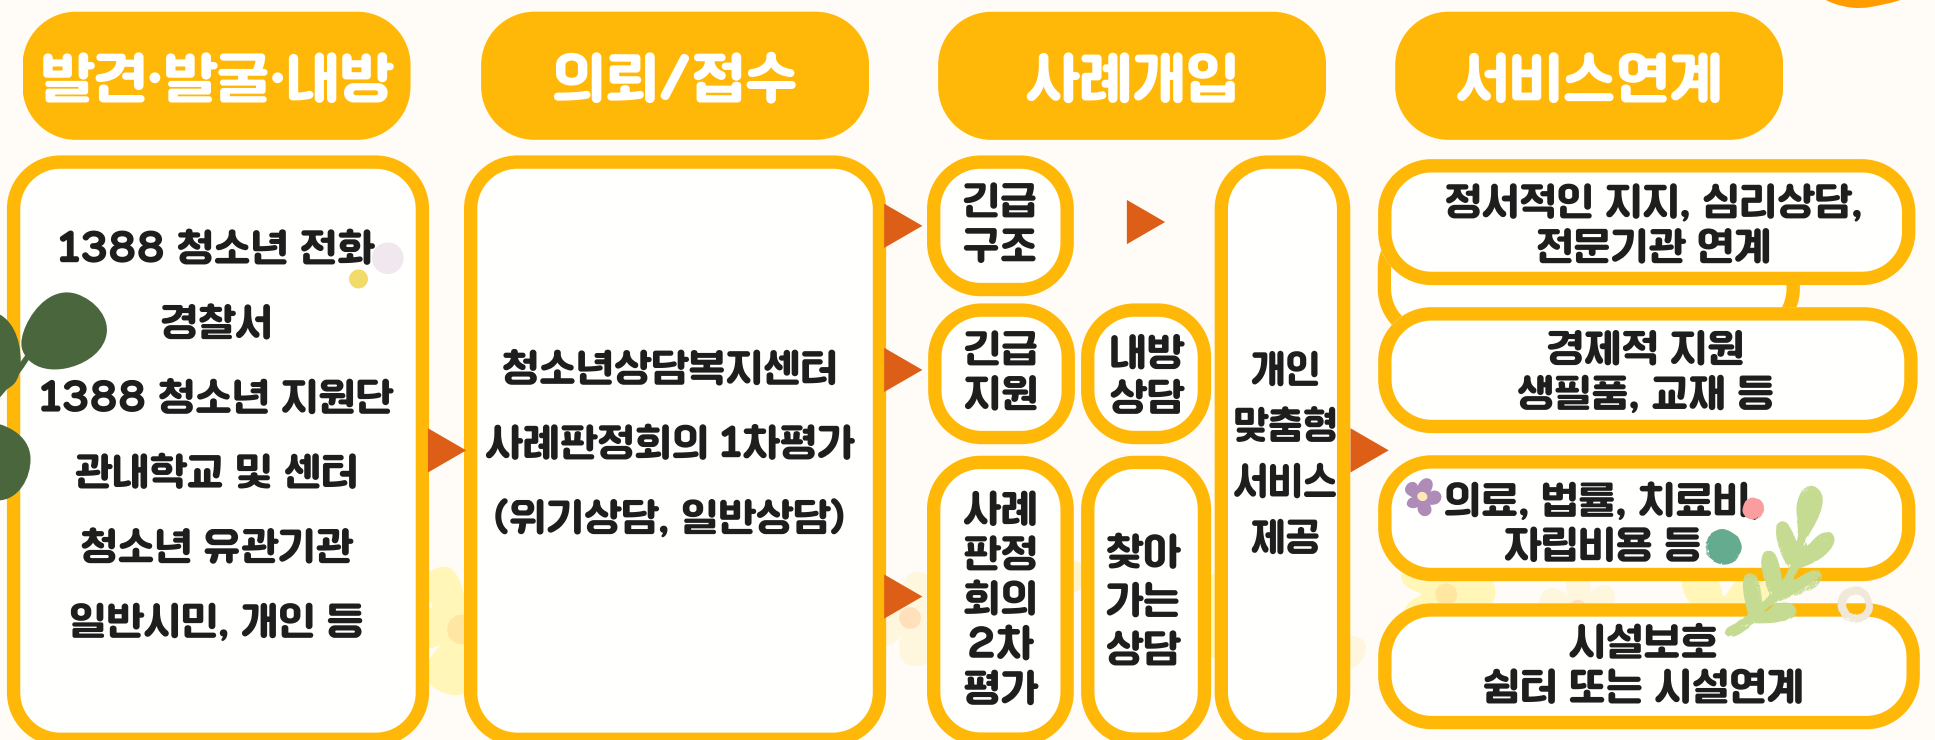 발견·발굴·내방
의뢰/접수
사례개입
서비스연계
1388 청소년 전화
경찰서
1388 청소년 지원단
관내학교 및 센터
청소년 유관기관
일반시민, 개인 등
청소년상담복지센터
사례판정회의 1차평가
(위기상담, 일반상담)
긴급
구조
긴급
지원
내방
상담
사례
판정
회의
2차
평가
찾아
가는
상담
개인
맞춤형
서비스
제공
정서적인 지지, 심리상담,
전문기관 연계
경제적 지원
생필품, 교재 등
의료, 법률, 치료비,
자립비용 등
시설보호
쉼터 또는 시설연계